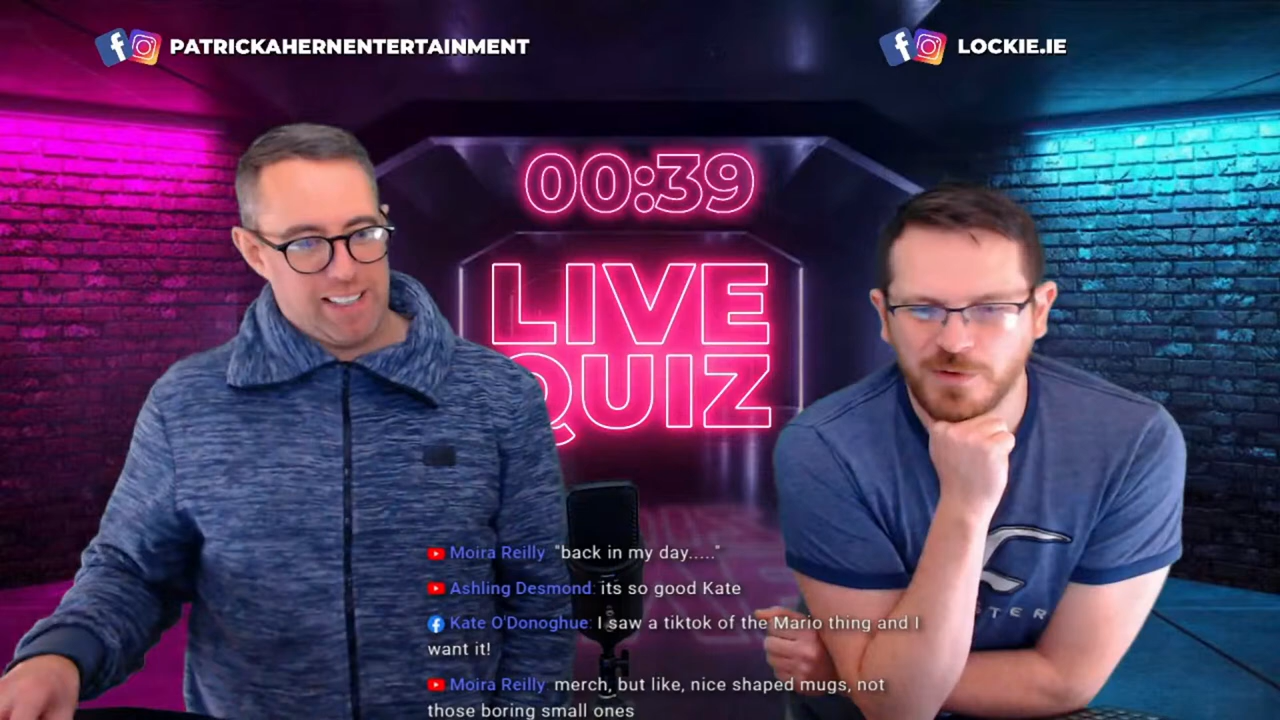 PATRICKAHERNENTERTAINMENT
LOCKIE.IE
00:39
LIVE
QUIZ
Moira Reilly: "back in my day....."
Ashling Desmond: its so good Kate
Kate O'Donoghue: I saw a tiktok of the Mario thing and I
want it!
Moira Reilly: merch, but like, nice shaped mugs, not
those boring small ones